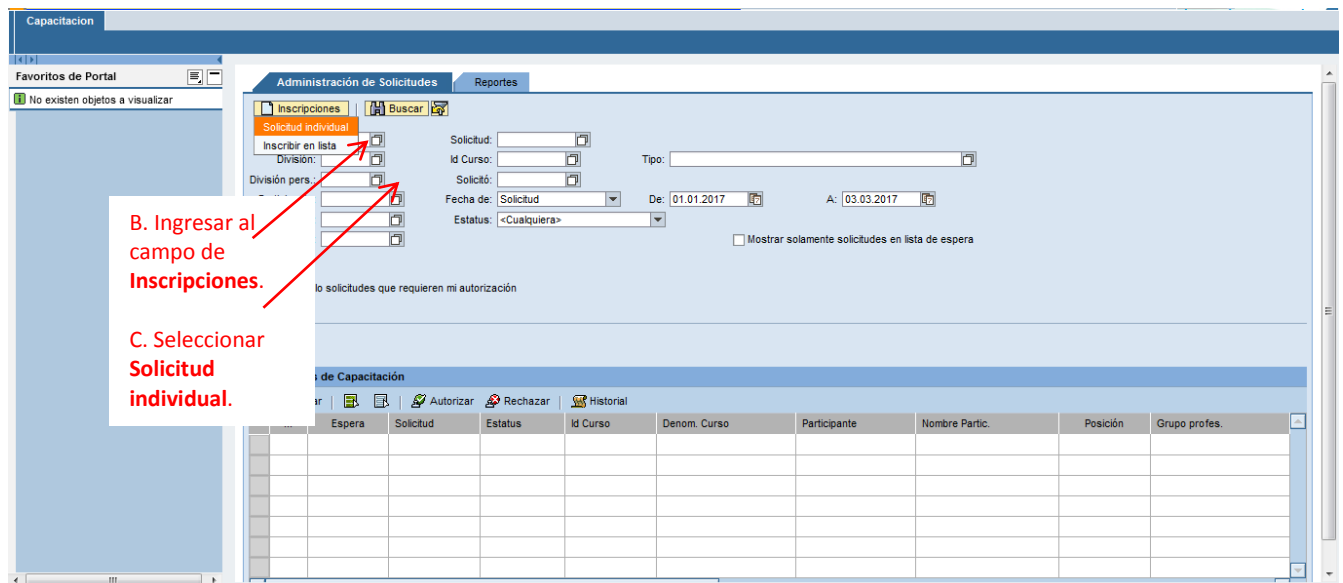 Capacitacion
Favoritos de Portal
No existen objetos a visualizar
Administración de Solicitudes Reportes
Inscripciones Buscar
Solicitud individual
Inscribir en lista
Solicitud:
División: Id Curso: Tipo:
División pers.: Solicitó:
Fecha de: Solicitud De: 01.01.2017 A: 03.03.2017
Estatus: <Cualquiera>
Mostrar solamente solicitudes en lista de espera
B. Ingresar al
campo de
Inscripciones.
C. Seleccionar
Solicitud
individual.
lo solicitudes que requieren mi autorización
s de Capacitación
ar Autorizar Rechazar Historial
... Espera Solicitud Estatus Id Curso Denom. Curso Participante Nombre Partic. Posición Grupo profes.